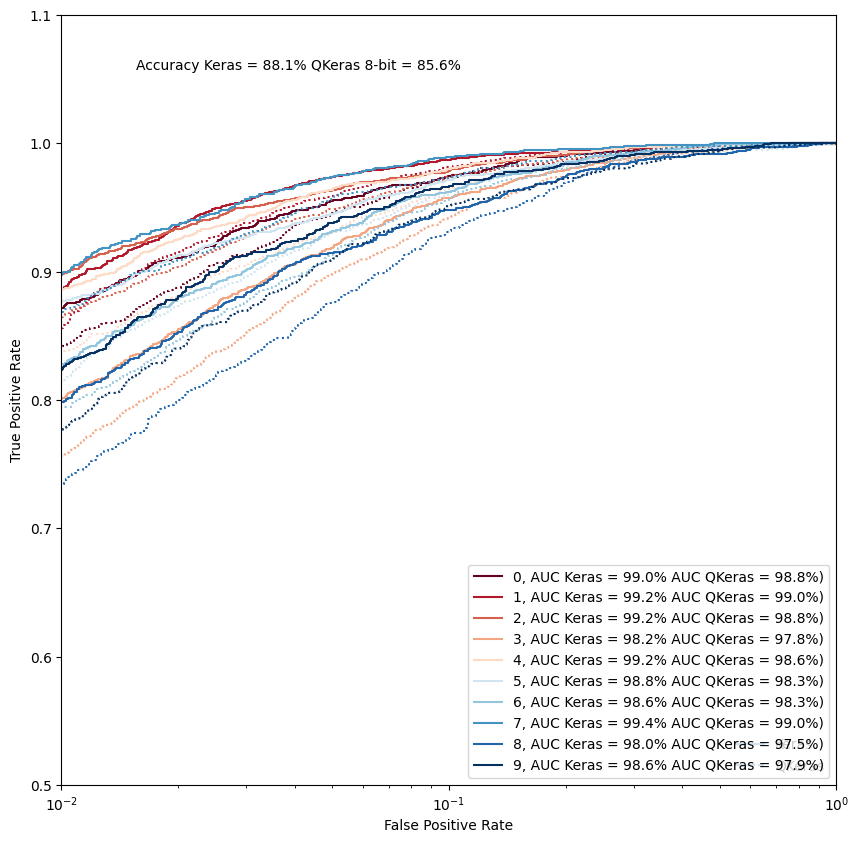 1.1
Accuracy Keras = 88.1% QKeras 8-bit = 85.6%
1.0
0.9
0.8
True Positive Rate
0.7
0.6
0.5
0, AUC Keras = 99.0% AUC QKeras = 98.8%)
1, AUC Keras = 99.2% AUC QKeras = 99.0%)
2, AUC Keras = 99.2% AUC QKeras = 98.8%)
3, AUC Keras = 98.2% AUC QKeras = 97.8%)
4, AUC Keras = 99.2% AUC QKeras = 98.6%)
5, AUC Keras = 98.8% AUC QKeras = 98.3%)
6, AUC Keras = 98.6% AUC QKeras = 98.3%)
7, AUC Keras = 99.4% AUC QKeras = 99.0%)
8, AUC Keras = 98.0% AUC QKeras = 97.5%)
9, AUC Keras = 98.6% AUC QKeras = 97.9%)
10⁻² 10⁻¹ 10⁰
False Positive Rate